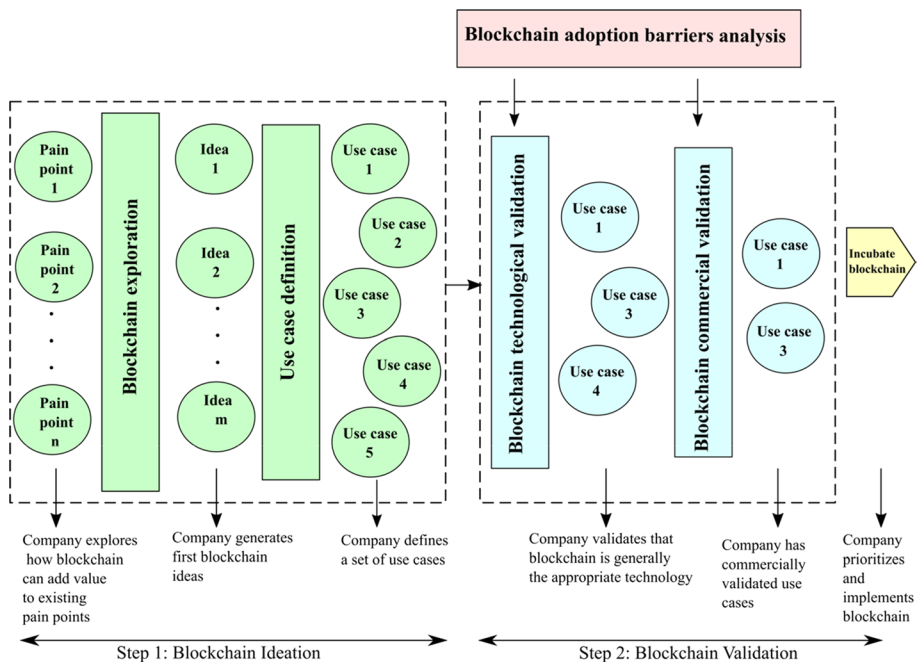 Blockchain adoption barriers analysis
Pain
point
1
Pain
point
2
Pain
point
n
Blockchain exploration
Idea
1
Idea
2
Idea
m
Use case definition
Use case
1
Use case
2
Use case
3
Use case
4
Use case
5
Blockchain technological validation
Use case
1
Use case
3
Use case
4
Blockchain commercial validation
Use case
1
Use case
3
Incubate
blockchain
Company explores
how blockchain
can add value
to existing
pain points
Company generates
first blockchain
ideas
Company defines
a set of use cases
Company validates that
blockchain is generally
the appropriate technology
Company has
commercially
validated use
cases
Company
prioritizes and
implements
blockchain
Step 1: Blockchain Ideation
Step 2: Blockchain Validation